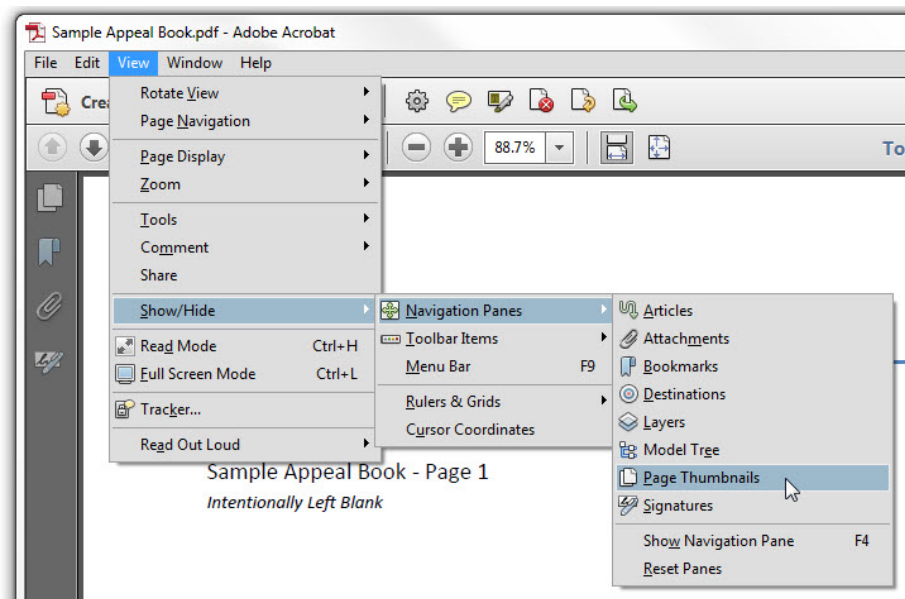 Sample Appeal Book.pdf - Adobe Acrobat
File Edit View Window Help
Rotate View
Page Navigation
88.7%
Page Display
Zoom
Tools
Comment
Share
Show/Hide
Read Mode Ctrl+H
Full Screen Mode Ctrl+L
Tracker...
Read Out Loud
Navigation Panes
Toolbar Items
Menu Bar F9
Rulers & Grids
Cursor Coordinates
Articles
Attachments
Bookmarks
Destinations
Layers
Model Tree
Page Thumbnails
Signatures
Show Navigation Pane F4
Reset Panes
Sample Appeal Book - Page 1
Intentionally Left Blank